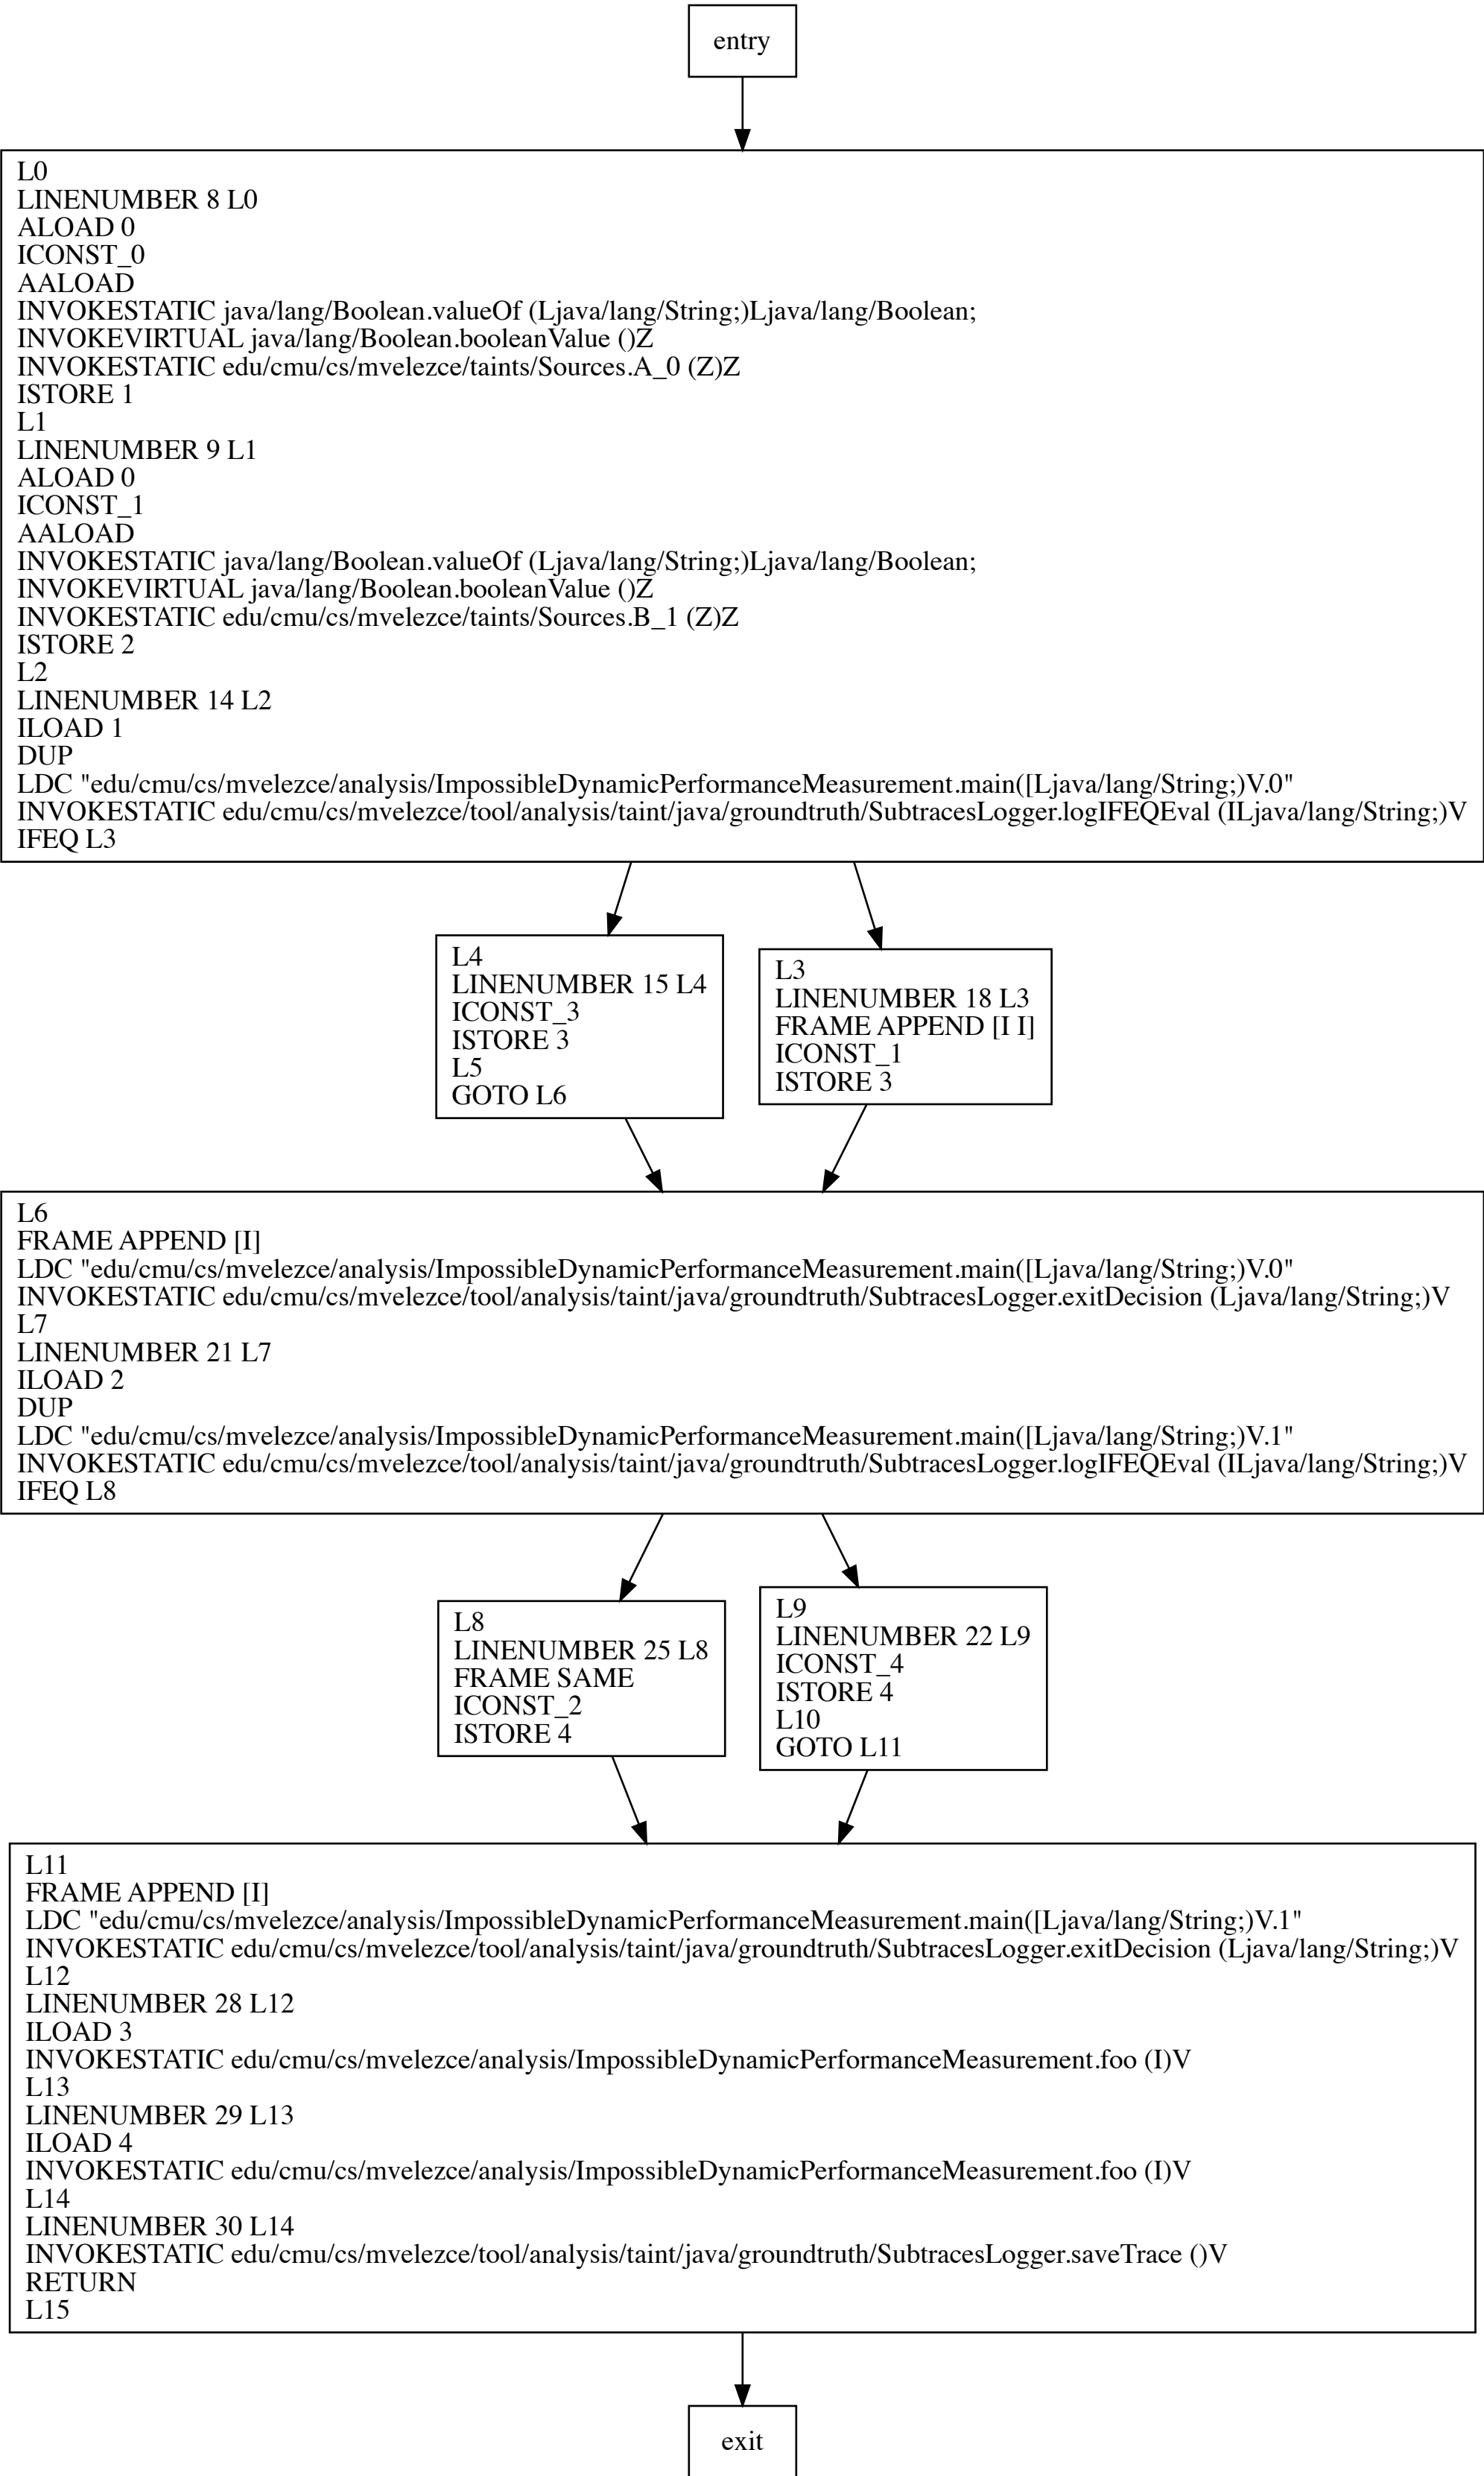 entry
L0
LINENUMBER 8 L0
ALOAD 0
ICONST_0
AALOAD
INVOKESTATIC java/lang/Boolean.valueOf (Ljava/lang/String;)Ljava/lang/Boolean;
INVOKEVIRTUAL java/lang/Boolean.booleanValue ()Z
INVOKESTATIC edu/cmu/cs/mvelezce/taints/Sources.A_0 (Z)Z
ISTORE 1
L1
LINENUMBER 9 L1
ALOAD 0
ICONST_1
AALOAD
INVOKESTATIC java/lang/Boolean.valueOf (Ljava/lang/String;)Ljava/lang/Boolean;
INVOKEVIRTUAL java/lang/Boolean.booleanValue ()Z
INVOKESTATIC edu/cmu/cs/mvelezce/taints/Sources.B_1 (Z)Z
ISTORE 2
L2
LINENUMBER 14 L2
ILOAD 1
DUP
LDC "edu/cmu/cs/mvelezce/analysis/ImpossibleDynamicPerformanceMeasurement.main([Ljava/lang/String;)V.0"
INVOKESTATIC edu/cmu/cs/mvelezce/tool/analysis/taint/java/groundtruth/SubtracesLogger.logIFEQEval (ILjava/lang/String;)V
IFEQ L3
L4
LINENUMBER 15 L4
ICONST_3
ISTORE 3
L5
GOTO L6
L3
LINENUMBER 18 L3
FRAME APPEND [I I]
ICONST_1
ISTORE 3
L6
FRAME APPEND [I]
LDC "edu/cmu/cs/mvelezce/analysis/ImpossibleDynamicPerformanceMeasurement.main([Ljava/lang/String;)V.0"
INVOKESTATIC edu/cmu/cs/mvelezce/tool/analysis/taint/java/groundtruth/SubtracesLogger.exitDecision (Ljava/lang/String;)V
L7
LINENUMBER 21 L7
ILOAD 2
DUP
LDC "edu/cmu/cs/mvelezce/analysis/ImpossibleDynamicPerformanceMeasurement.main([Ljava/lang/String;)V.1"
INVOKESTATIC edu/cmu/cs/mvelezce/tool/analysis/taint/java/groundtruth/SubtracesLogger.logIFEQEval (ILjava/lang/String;)V
IFEQ L8
L8
LINENUMBER 25 L8
FRAME SAME
ICONST_2
ISTORE 4
L9
LINENUMBER 22 L9
ICONST_4
ISTORE 4
L10
GOTO L11
L11
FRAME APPEND [I]
LDC "edu/cmu/cs/mvelezce/analysis/ImpossibleDynamicPerformanceMeasurement.main([Ljava/lang/String;)V.1"
INVOKESTATIC edu/cmu/cs/mvelezce/tool/analysis/taint/java/groundtruth/SubtracesLogger.exitDecision (Ljava/lang/String;)V
L12
LINENUMBER 28 L12
ILOAD 3
INVOKESTATIC edu/cmu/cs/mvelezce/analysis/ImpossibleDynamicPerformanceMeasurement.foo (I)V
L13
LINENUMBER 29 L13
ILOAD 4
INVOKESTATIC edu/cmu/cs/mvelezce/analysis/ImpossibleDynamicPerformanceMeasurement.foo (I)V
L14
LINENUMBER 30 L14
INVOKESTATIC edu/cmu/cs/mvelezce/tool/analysis/taint/java/groundtruth/SubtracesLogger.saveTrace ()V
RETURN
L15
exit